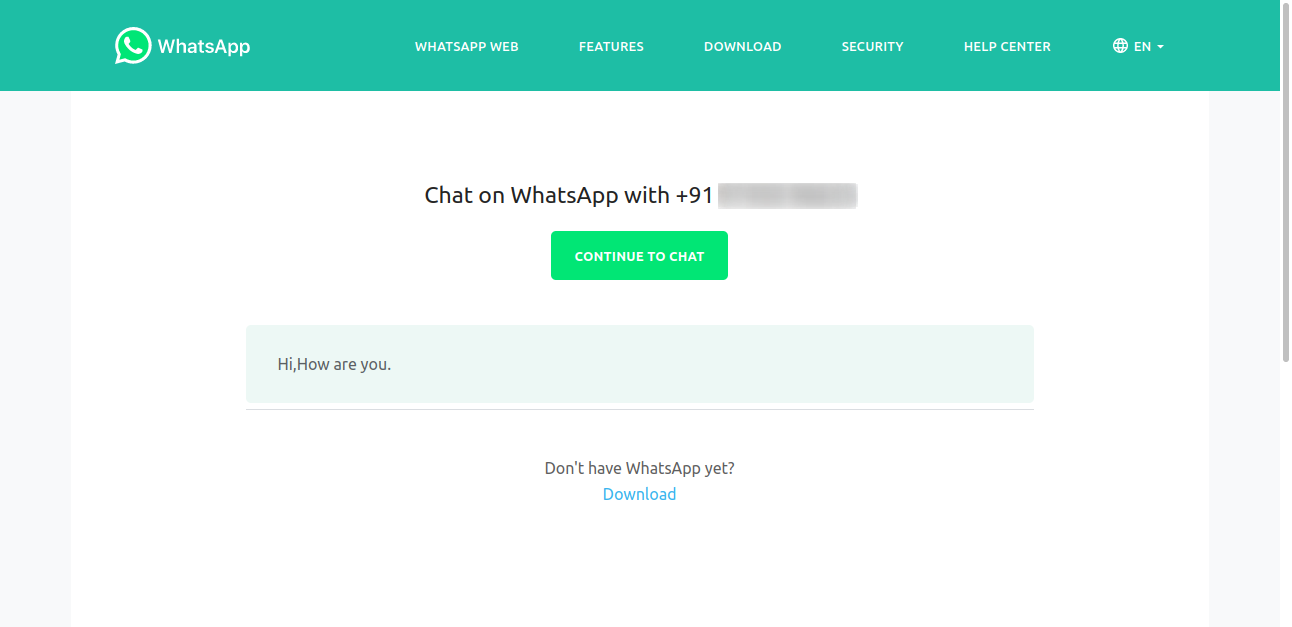 WhatsApp
WHATSAPP WEB
FEATURES
DOWNLOAD
SECURITY
HELP CENTER
EN
Chat on WhatsApp with +91
CONTINUE TO CHAT
Hi,How are you.
Don't have WhatsApp yet?
Download